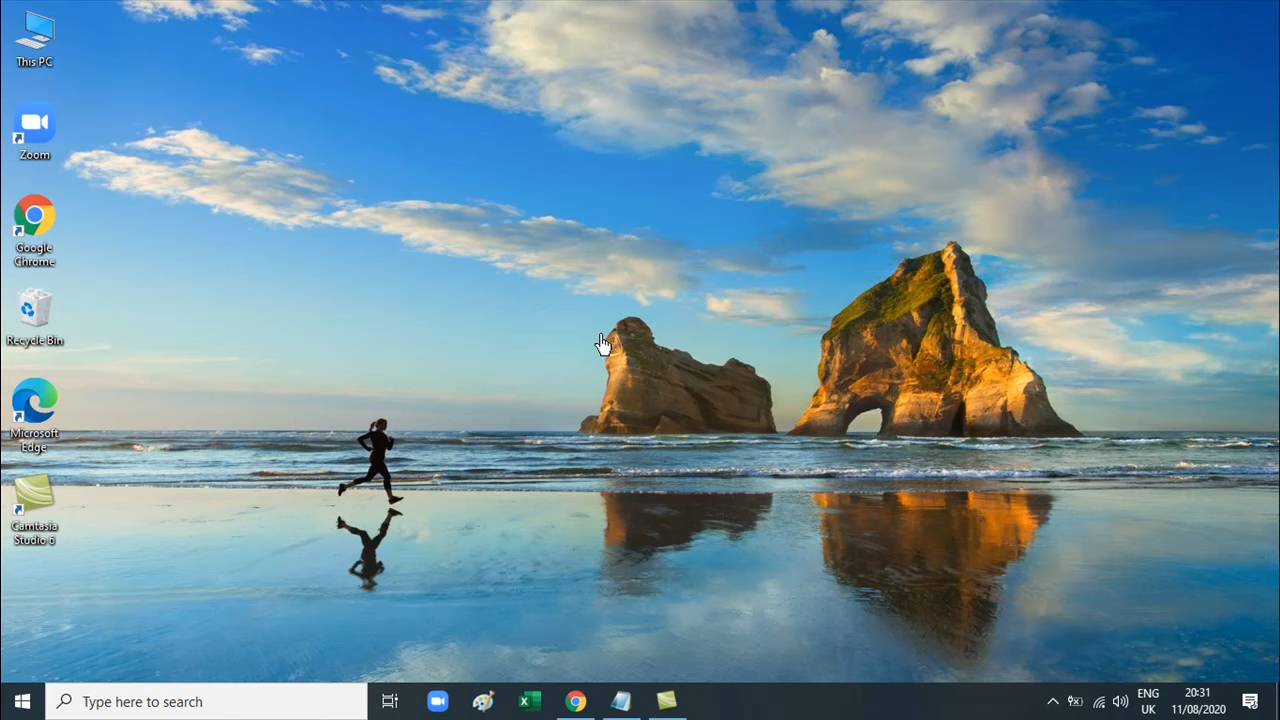 This PC
Zoom
Google
Chrome
Recycle Bin
Microsoft
Edge
Camtasia
Studio 6
Type here to search
ENG
UK
20:31
11/08/2020